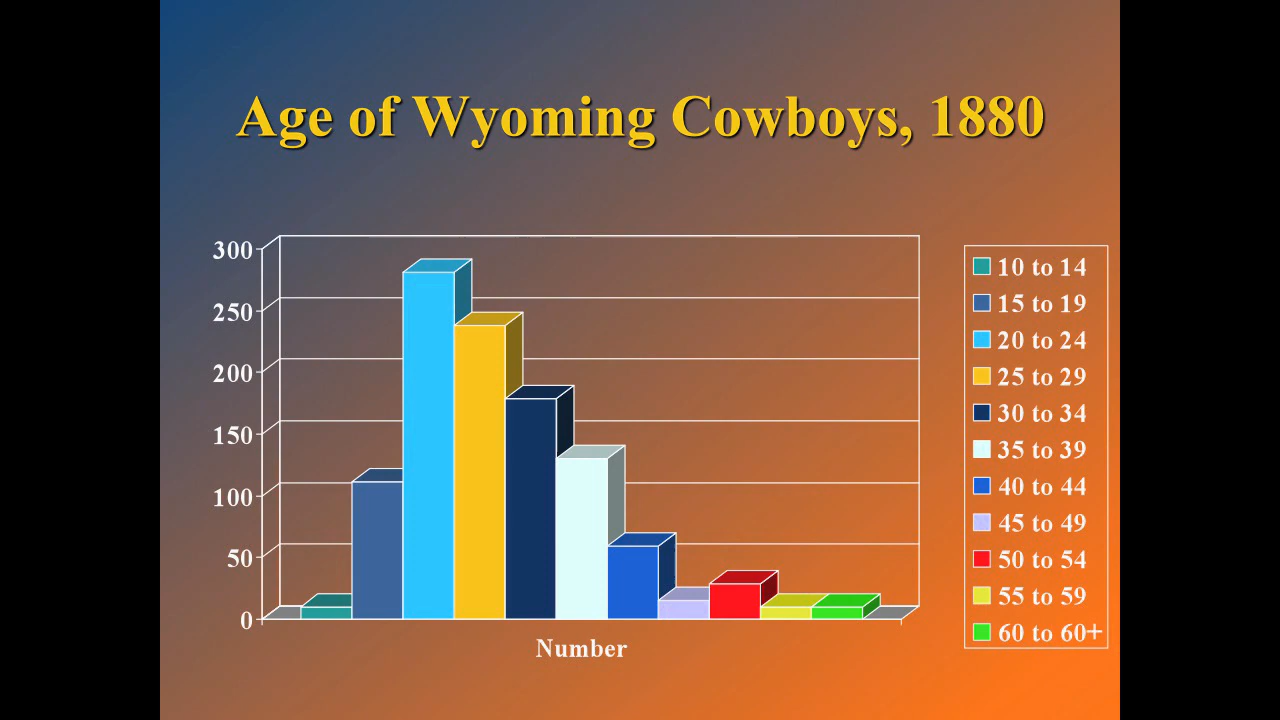 Age of Wyoming Cowboys, 1880
300
250
200
150
100
50
0
Number
10 to 14
15 to 19
20 to 24
25 to 29
30 to 34
35 to 39
40 to 44
45 to 49
50 to 54
55 to 59
60 to 60+